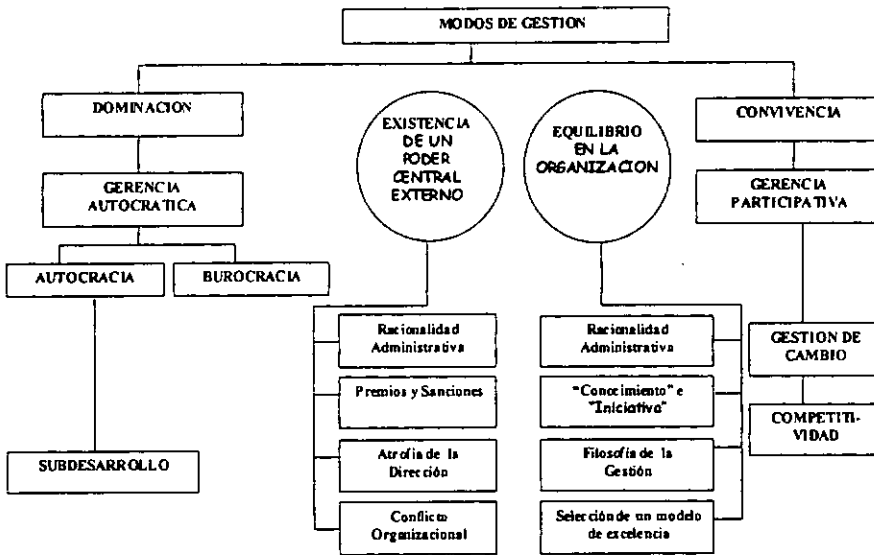 MODOS DE GESTION
DOMINACION
GERENCIA
AUTOCRATICA
AUTOCRACIA
BUROCRACIA
SUBDESARROLLO
EXISTENCIA
DE UN
PODER
CENTRAL
EXTERNO
Racionalidad
Administrativa
Premios y Sanciones
Atrofia de la
Dirección
Conflicto
Organizacional
EQUILIBRIO
EN LA
ORGANIZACION
Racionalidad
Administrativa
"Conocimiento" e
"Iniciativa"
Filosofía de la
Gestión
Selección de un modelo
de excelencia
CONVIVENCIA
GERENCIA
PARTICIPATIVA
GESTION DE
CAMBIO
COMPETITI-
VIDAD